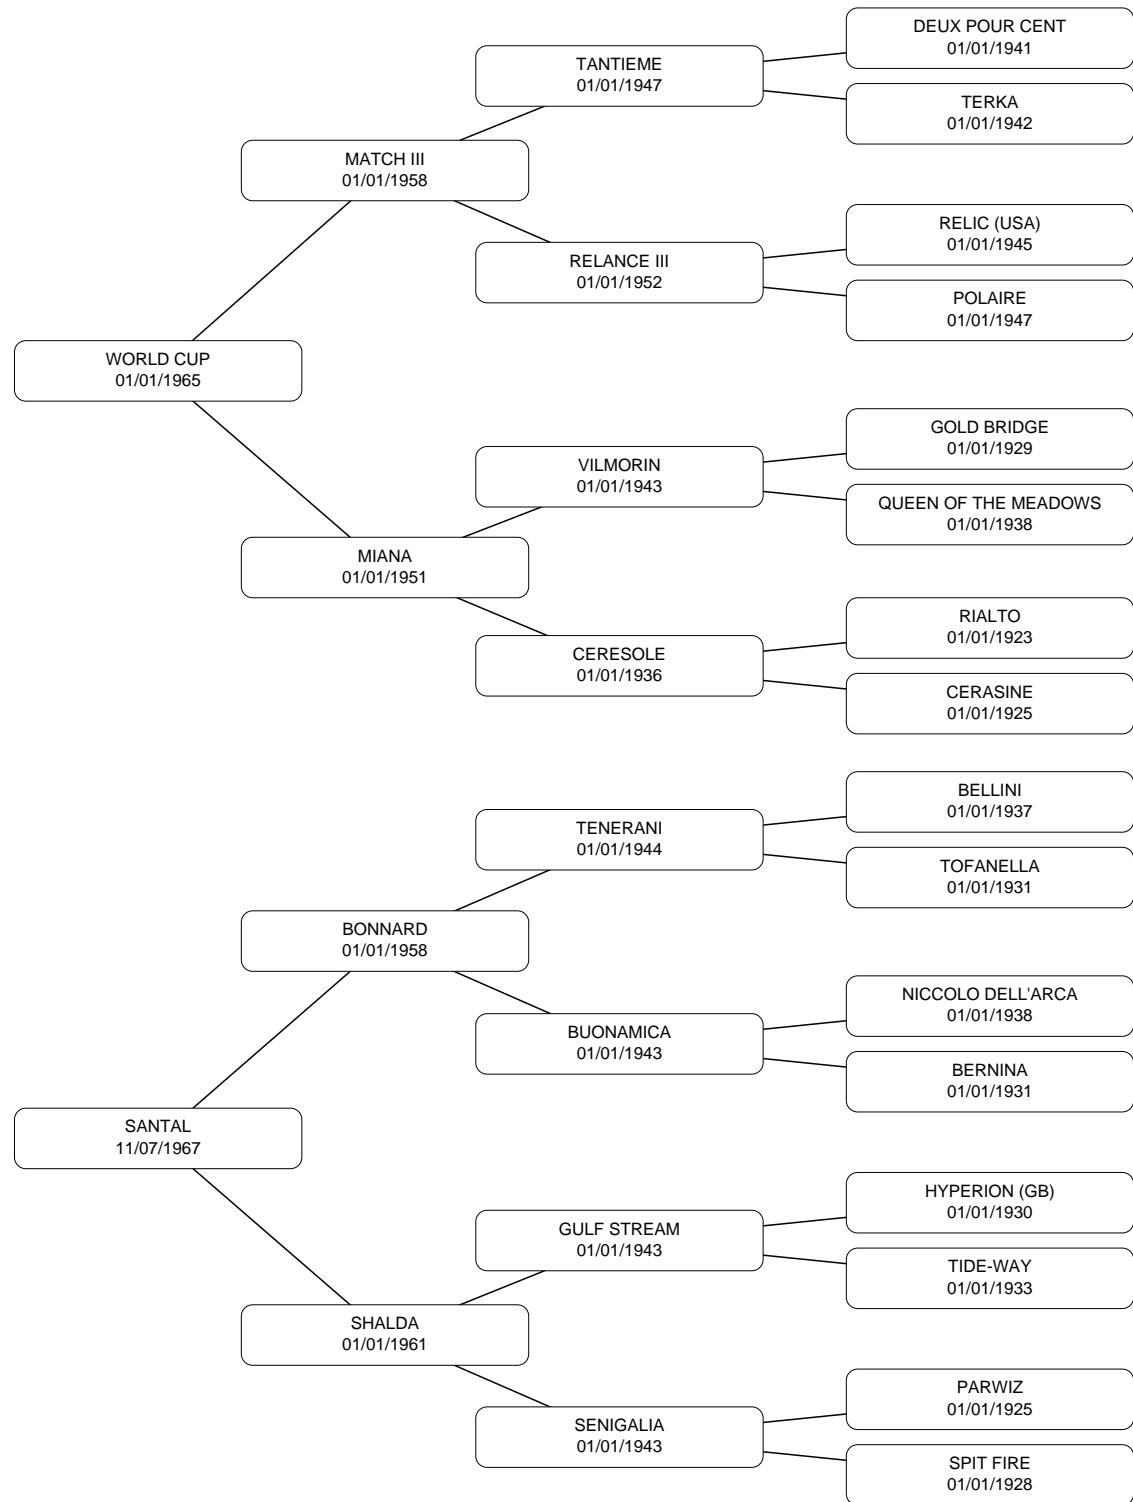 DEUX POUR CENT
01/01/1941
TANTIEME
01/01/1947
TERKA
01/01/1942
MATCH III
01/01/1958
RELIC (USA)
01/01/1945
RELANCE III
01/01/1952
POLAIRE
01/01/1947
WORLD CUP
01/01/1965
GOLD BRIDGE
01/01/1929
VILMORIN
01/01/1943
QUEEN OF THE MEADOWS
01/01/1938
MIANA
01/01/1951
RIALTO
01/01/1923
CERESOLE
01/01/1936
CERASINE
01/01/1925
BELLINI
01/01/1937
TENERANI
01/01/1944
TOFANELLA
01/01/1931
BONNARD
01/01/1958
NICCOLO DELL'ARCA
01/01/1938
BUONAMICA
01/01/1943
BERNINA
01/01/1931
SANTAL
11/07/1967
HYPERION (GB)
01/01/1930
GULF STREAM
01/01/1943
TIDE-WAY
01/01/1933
SHALDA
01/01/1961
PARWIZ
01/01/1925
SENIGALIA
01/01/1943
SPIT FIRE
01/01/1928